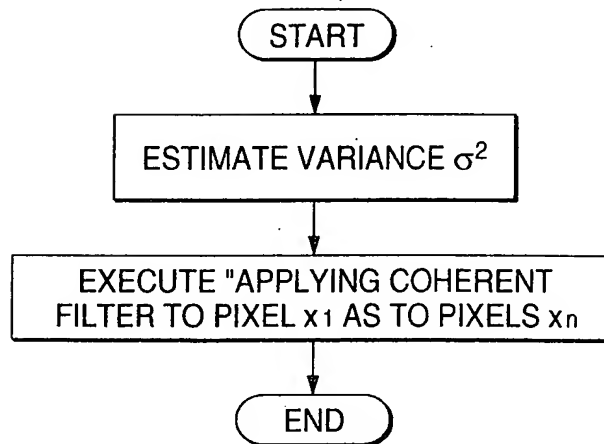 START
ESTIMATE VARIANCE σ²
EXECUTE "APPLYING COHERENT
FILTER TO PIXEL x1 AS TO PIXELS xn
END